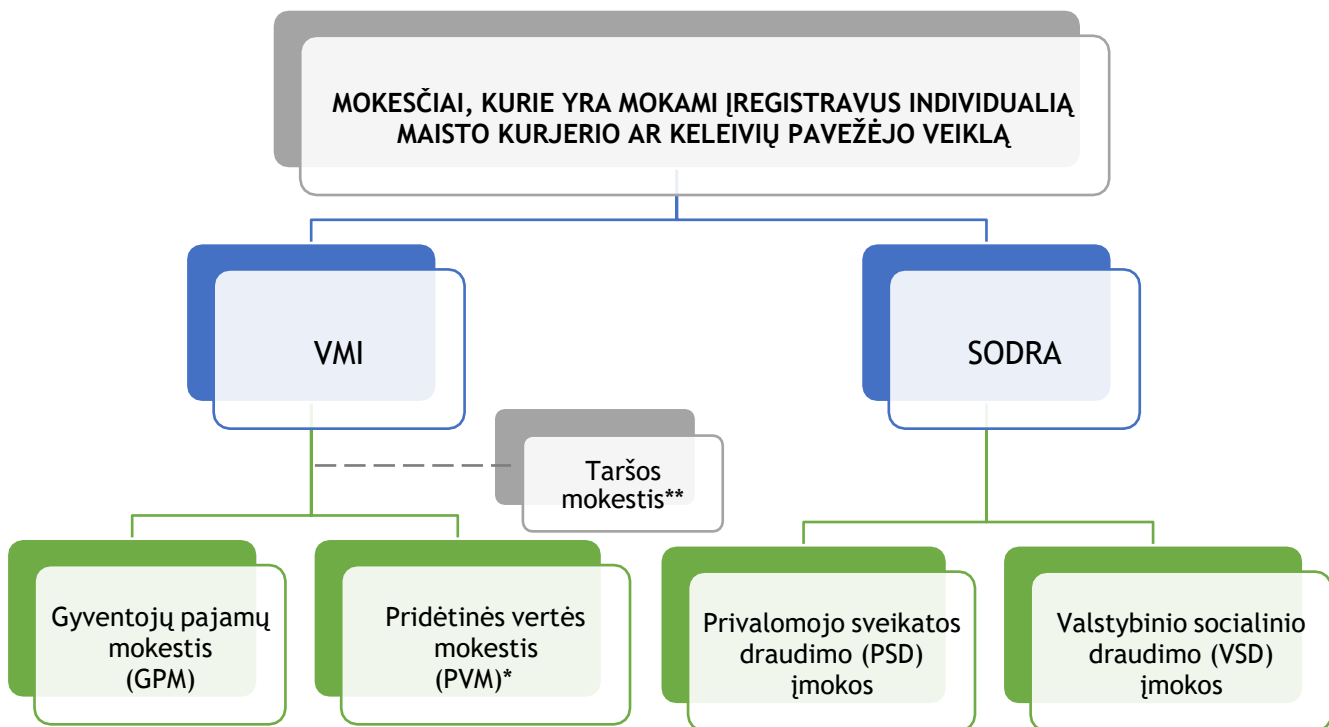 MOKESČIAI, KURIE YRA MOKAMI ĮREGISTRAVUS INDIVIDUALIĄ
MAISTO KURJERIO AR KELEIVIŲ PAVEŽĖJO VEIKLĄ
VMI
SODRA
Taršos
mokestis**
Gyventojų pajamų
mokestis
(GPM)
Pridėtinės vertės
mokestis
(PVM)*
Privalomojo sveikatos
draudimo (PSD)
įmokos
Valstybinio socialinio
draudimo (VSD)
įmokos